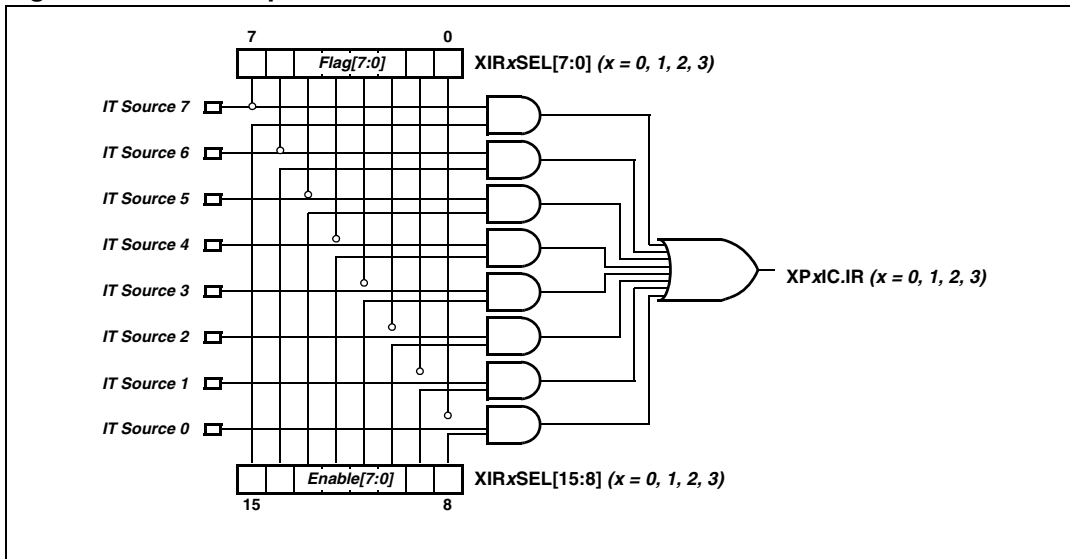 7 0
Flag[7:0] XIRxSEL[7:0] (x = 0, 1, 2, 3)
IT Source 7
IT Source 6
IT Source 5
IT Source 4
XPxIC.IR (x = 0, 1, 2, 3)
IT Source 3
IT Source 2
IT Source 1
IT Source 0
Enable[7:0] XIRxSEL[15:8] (x = 0, 1, 2, 3)
15 8